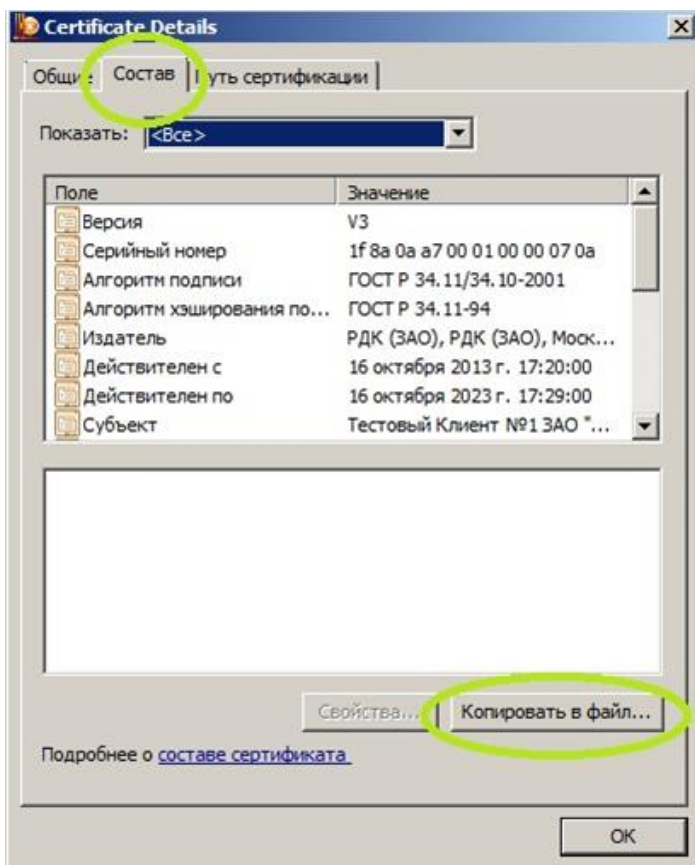 Certificate Details
Общие Состав Путь сертификации
Показать: <Все>
Поле Значение
Версия V3
Серийный номер 1f 8a 0a a7 00 01 00 00 07 0a
Алгоритм подписи ГОСТ Р 34.11/34.10-2001
Алгоритм хэширования по... ГОСТ Р 34.11-94
Издатель РДК (ЗАО), РДК (ЗАО), Моск...
Действителен с 16 октября 2013 г. 17:20:00
Действителен по 16 октября 2023 г. 17:29:00
Субъект Тестовый Клиент №1 ЗАО "...
Свойства... Копировать в файл...
Подробнее о составе сертификата
ОК